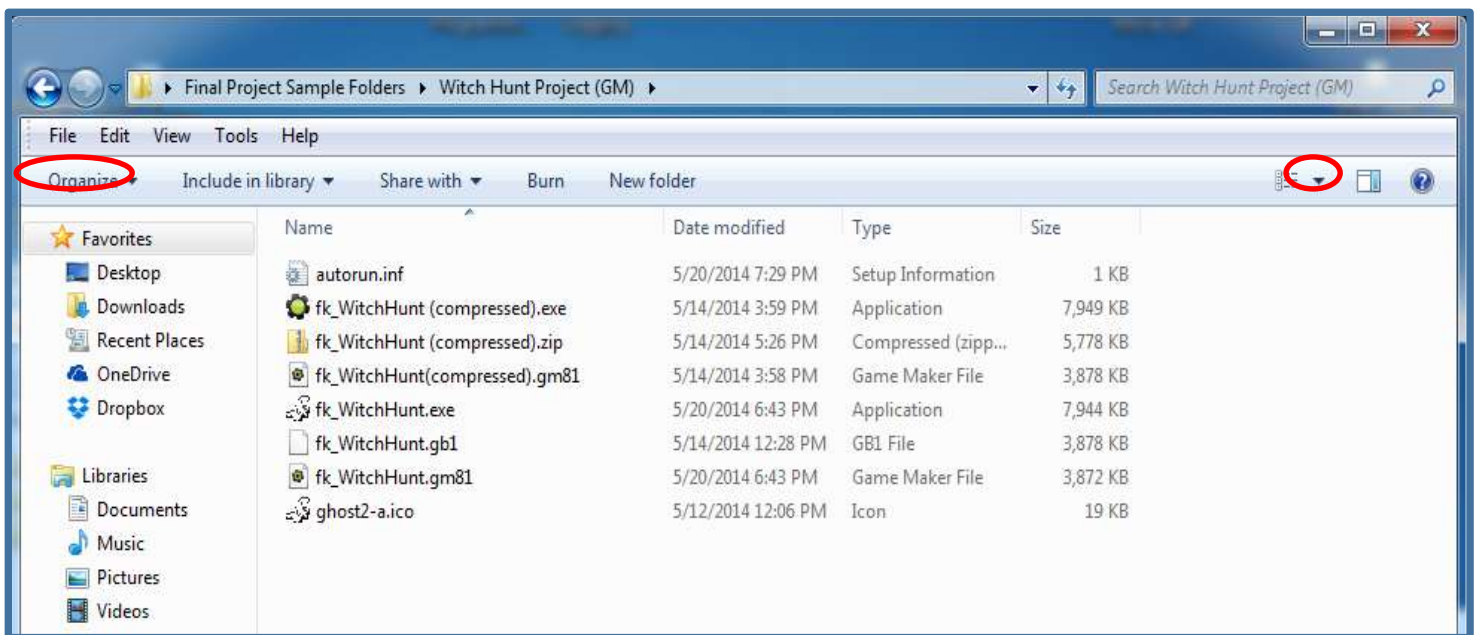 Final Project Sample Folders Witch Hunt Project (GM) Search Witch Hunt Project (GM)
File Edit View Tools Help
Organize Include in library Share with Burn New folder
Name Date modified Type Size
Favorites
Desktop autorun.inf 5/20/2014 7:29 PM Setup Information 1 KB
Downloads fk_WitchHunt (compressed).exe 5/14/2014 3:59 PM Application 7,949 KB
Recent Places fk_WitchHunt (compressed).zip 5/14/2014 5:26 PM Compressed (zipp... 5,778 KB
OneDrive fk_WitchHunt(compressed).gm81 5/14/2014 3:58 PM Game Maker File 3,878 KB
Dropbox fk_WitchHunt.exe 5/20/2014 6:43 PM Application 7,944 KB
fk_WitchHunt.gb1 5/14/2014 12:28 PM GB1 File 3,878 KB
Libraries fk_WitchHunt.gm81 5/20/2014 6:43 PM Game Maker File 3,872 KB
Documents ghost2-a.ico 5/12/2014 12:06 PM Icon 19 KB
Music
Pictures
Videos